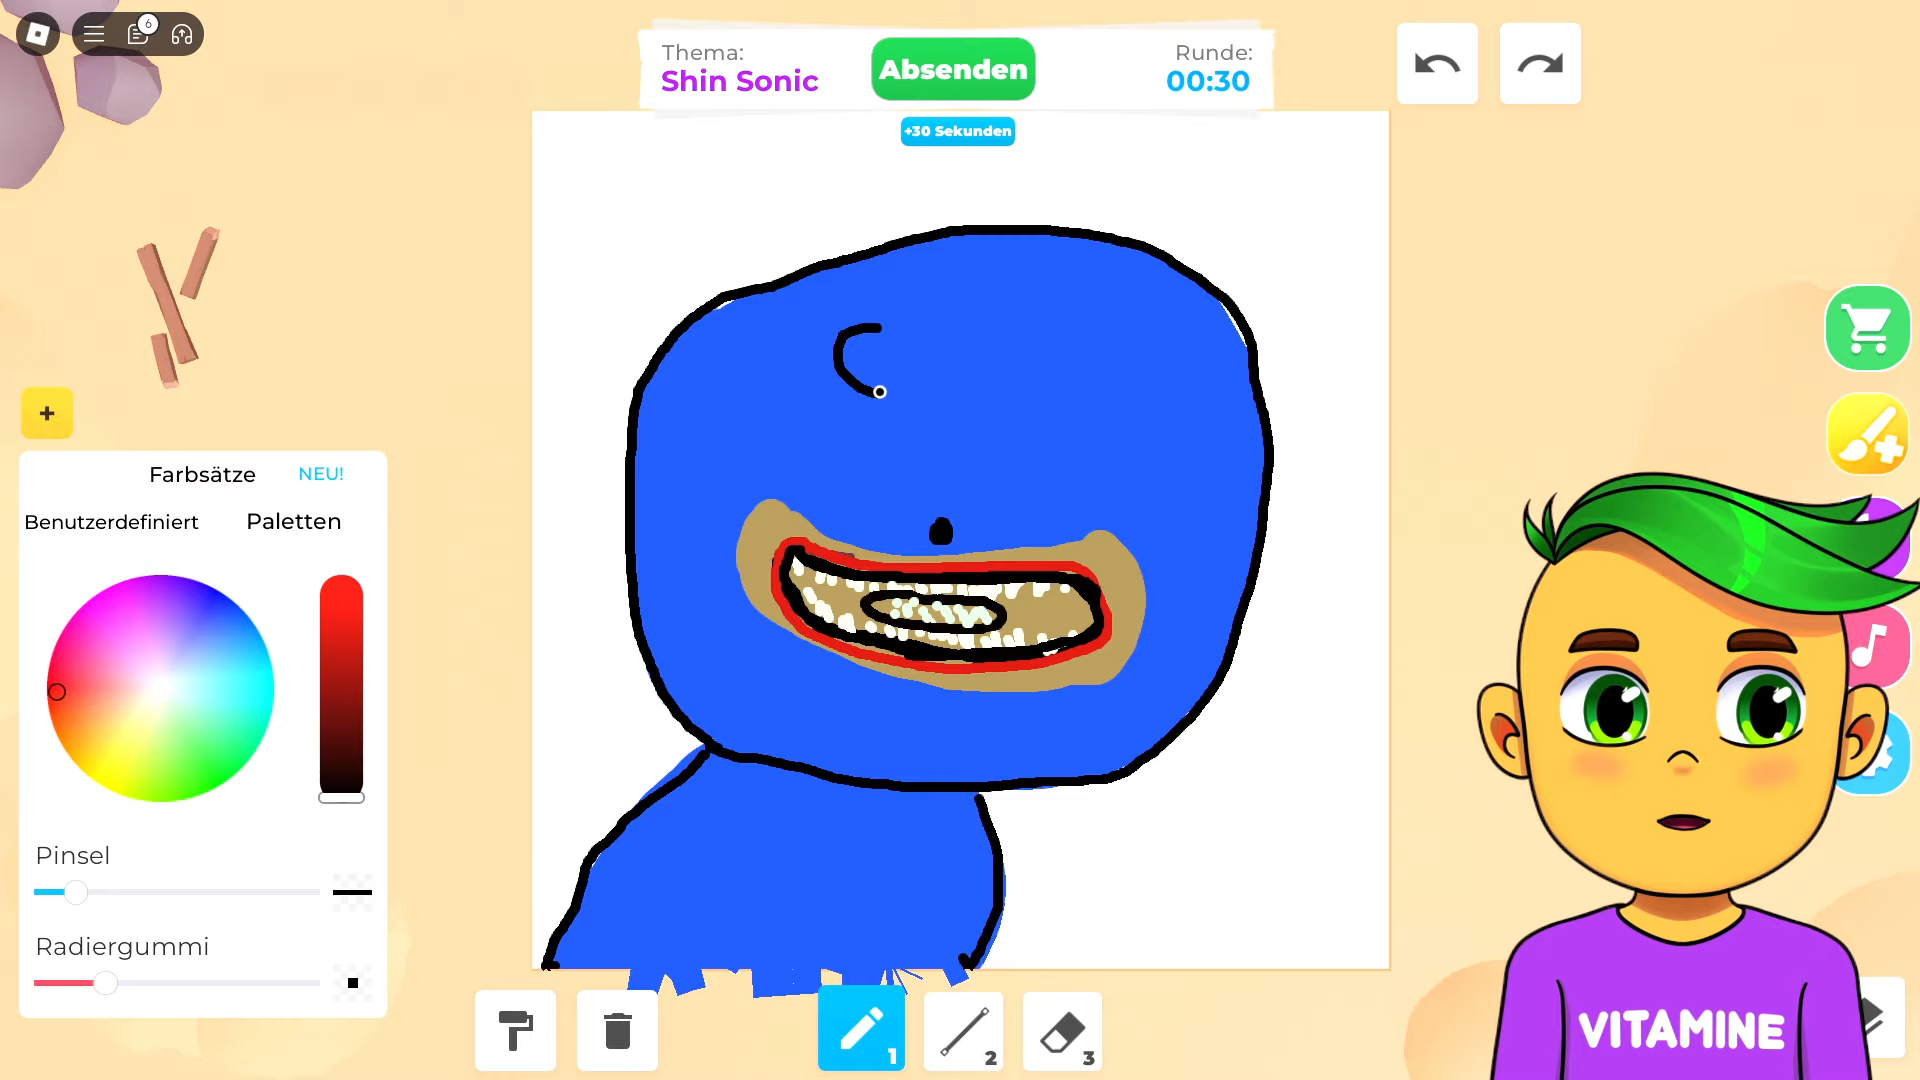 6
Thema:
Shin Sonic
Absenden
Runde:
00:30
+30 Sekunden
+
Farbsätze NEU!
Benutzerdefiniert Paletten
Pinsel
Radiergummi
1
2
3
VITAMINE